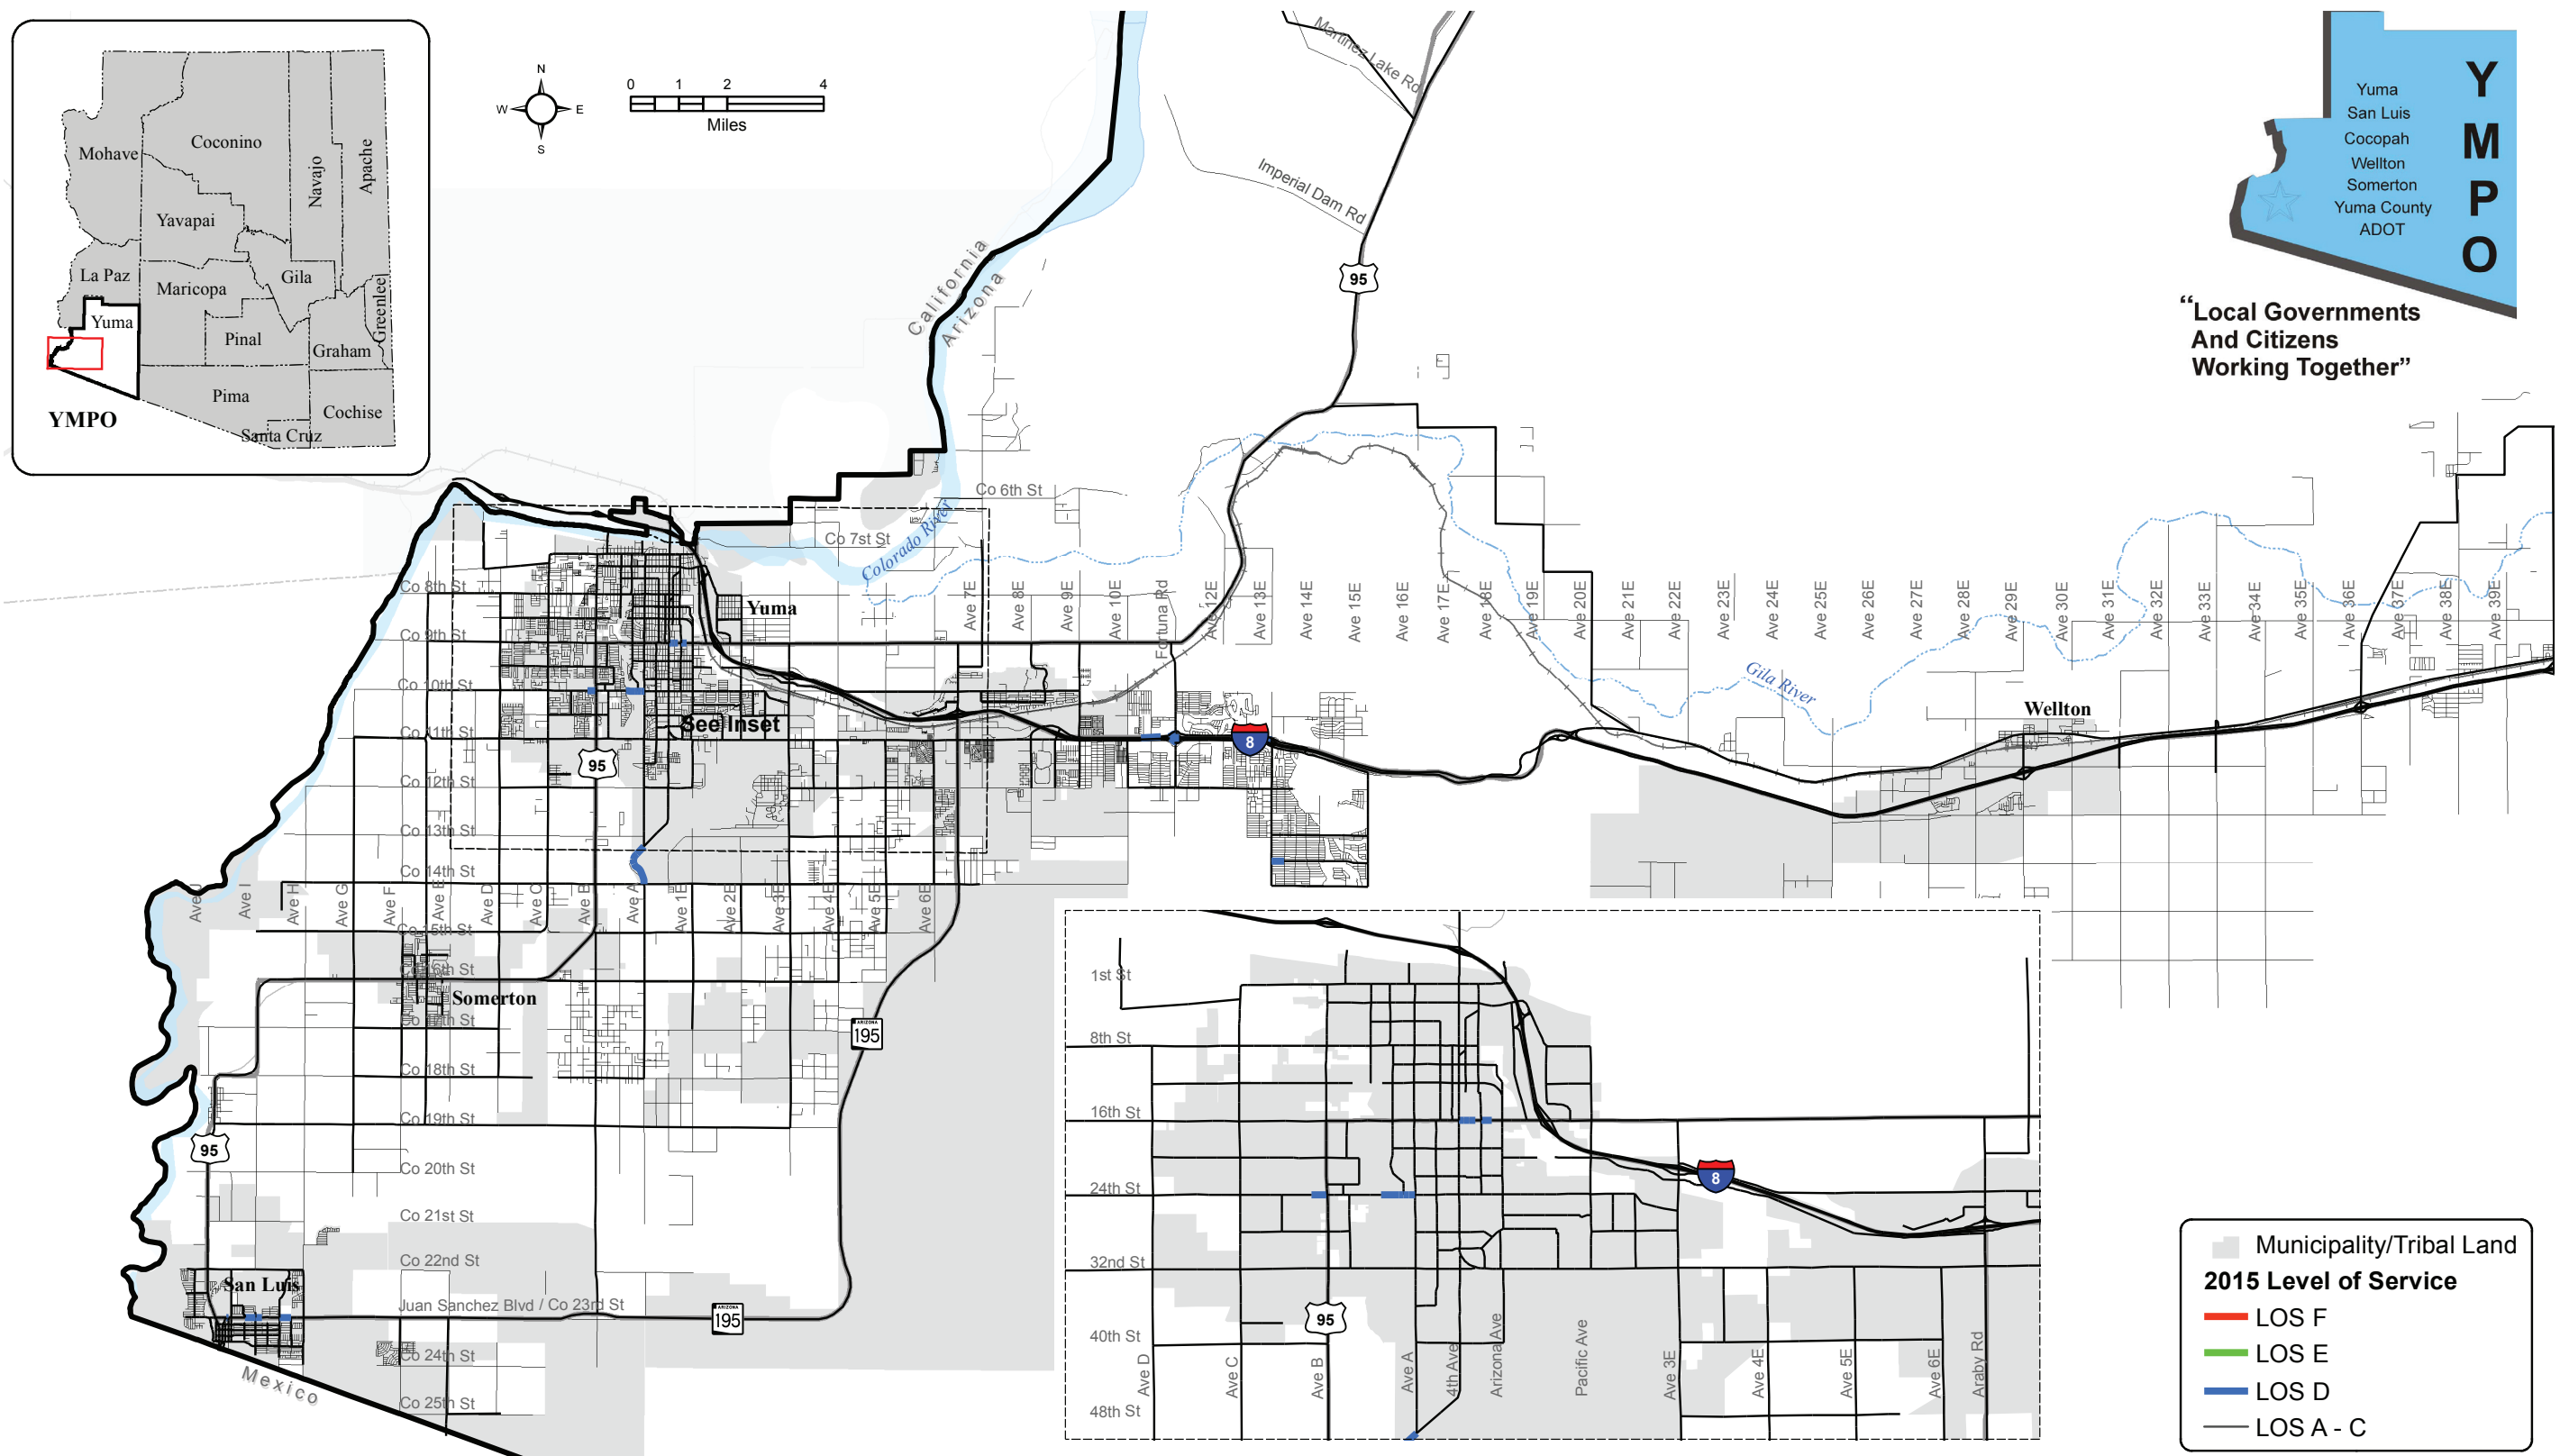 Mohave
Coconino
Navajo
Apache
Yavapai
La Paz
Maricopa
Gila
Greenlee
Yuma
Pinal
Graham
Pima
Cochise
Santa Cruz
YMPO
N
W E
S
0 1 2 4
Miles
Martinez Lake Rd
Imperial Dam Rd
95
California
Arizona
Yuma
San Luis
Cocopah
Wellton
Somerton
Yuma County
ADOT
Y
M
P
O
“Local Governments
And Citizens
Working Together”
Co 6th St
Co 7st St
Colorado River
Co 8th St
Co 9th St
Co 10th St
Co 11th St
Co 12th St
Co 13th St
Co 14th St
Co 15th St
Co 16th St
Co 17th St
Co 18th St
Co 19th St
Co 20th St
Co 21st St
Co 22nd St
Juan Sanchez Blvd / Co 23rd St
Co 24th St
Co 25th St
Yuma
See Inset
95
8
Ave 7E
Ave 8E
Ave 9E
Ave 10E
Fortuna Rd
Ave 12E
Ave 13E
Ave 14E
Ave 15E
Ave 16E
Ave 17E
Ave 18E
Ave 19E
Ave 20E
Ave 21E
Ave 22E
Ave 23E
Ave 24E
Ave 25E
Ave 26E
Ave 27E
Ave 28E
Ave 29E
Ave 30E
Ave 31E
Ave 32E
Ave 33E
Ave 34E
Ave 35E
Ave 36E
Ave 37E
Ave 38E
Ave 39E
Gila River
Wellton
Ave J
Ave I
Ave H
Ave G
Ave F
Ave E
Ave D
Ave C
Ave B
Ave A
Ave 1E
Ave 2E
Ave 3E
Ave 4E
Ave 5E
Ave 6E
Somerton
ARIZONA
195
95
San Luis
ARIZONA
195
Mexico
1st St
8th St
16th St
24th St
32nd St
40th St
48th St
8
95
Ave D
Ave C
Ave B
Ave A
4th Ave
Arizona Ave
Pacific Ave
Ave 3E
Ave 4E
Ave 5E
Ave 6E
Araby Rd
Municipality/Tribal Land
2015 Level of Service
LOS F
LOS E
LOS D
LOS A - C